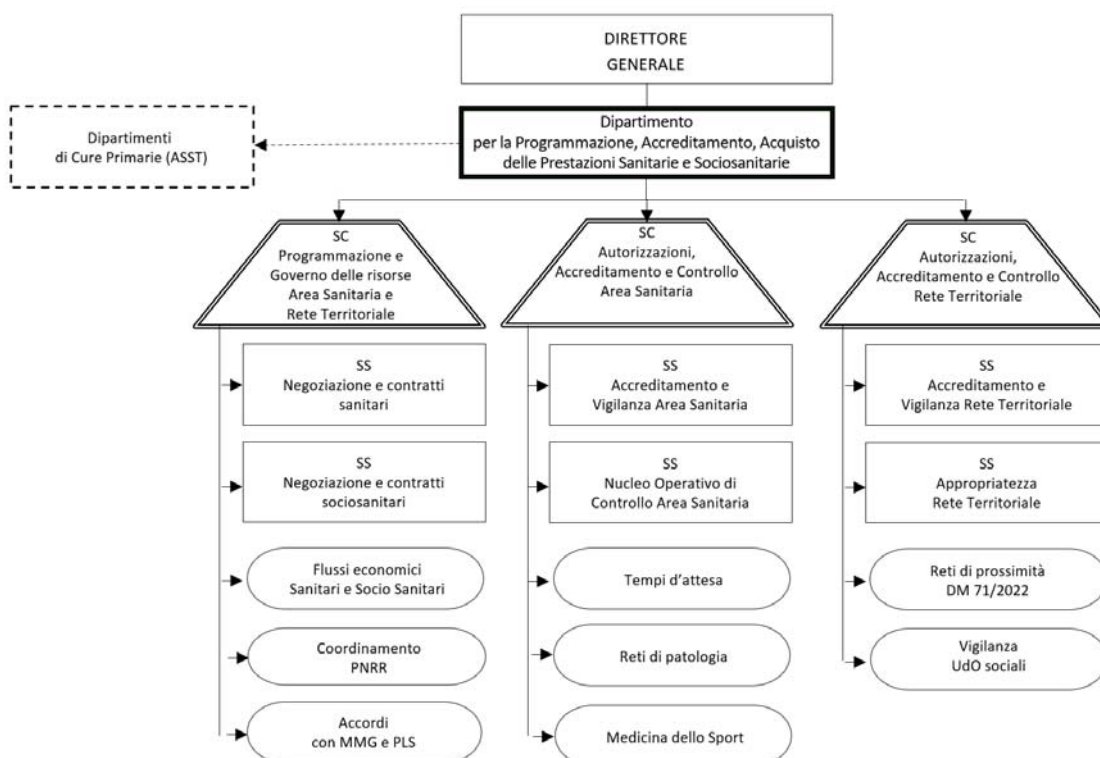 DIRETTORE
GENERALE
Dipartimento
per la Programmazione, Accreditamento, Acquisto
delle Prestazioni Sanitarie e Sociosanitarie
Dipartimenti
di Cure Primarie (ASST)
SC
Programmazione e
Governo delle risorse
Area Sanitaria e
Rete Territoriale
SS
Negoziazione e contratti
sanitari
SS
Negoziazione e contratti
sociosanitari
Flussi economici
Sanitari e Socio Sanitari
Coordinamento
PNRR
Accordi
con MMG e PLS
SC
Autorizzazioni,
Accreditamento e Controllo
Area Sanitaria
SS
Accreditamento e
Vigilanza Area Sanitaria
SS
Nucleo Operativo di
Controllo Area Sanitaria
Tempi d'attesa
Reti di patologia
Medicina dello Sport
SC
Autorizzazioni,
Accreditamento e Controllo
Rete Territoriale
SS
Accreditamento e
Vigilanza Rete Territoriale
SS
Appropriatezza
Rete Territoriale
Reti di prossimità
DM 71/2022
Vigilanza
UdO sociali